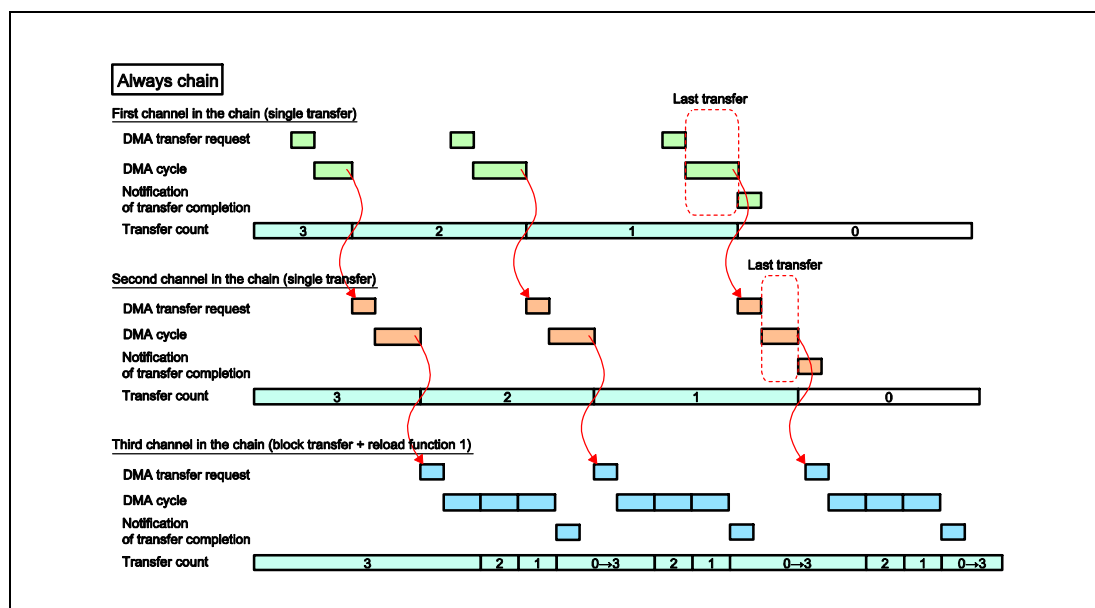 Always chain
Last transfer
First channel in the chain (single transfer)
DMA transfer request
DMA cycle
Notification
of transfer completion
Transfer count
3 2 1 0
Second channel in the chain (single transfer)
Last transfer
DMA transfer request
DMA cycle
Notification
of transfer completion
Transfer count
3 2 1 0
Third channel in the chain (block transfer + reload function 1)
DMA transfer request
DMA cycle
Notification
of transfer completion
Transfer count
3 2 1 0→3 2 1 0→3 2 1 0→3